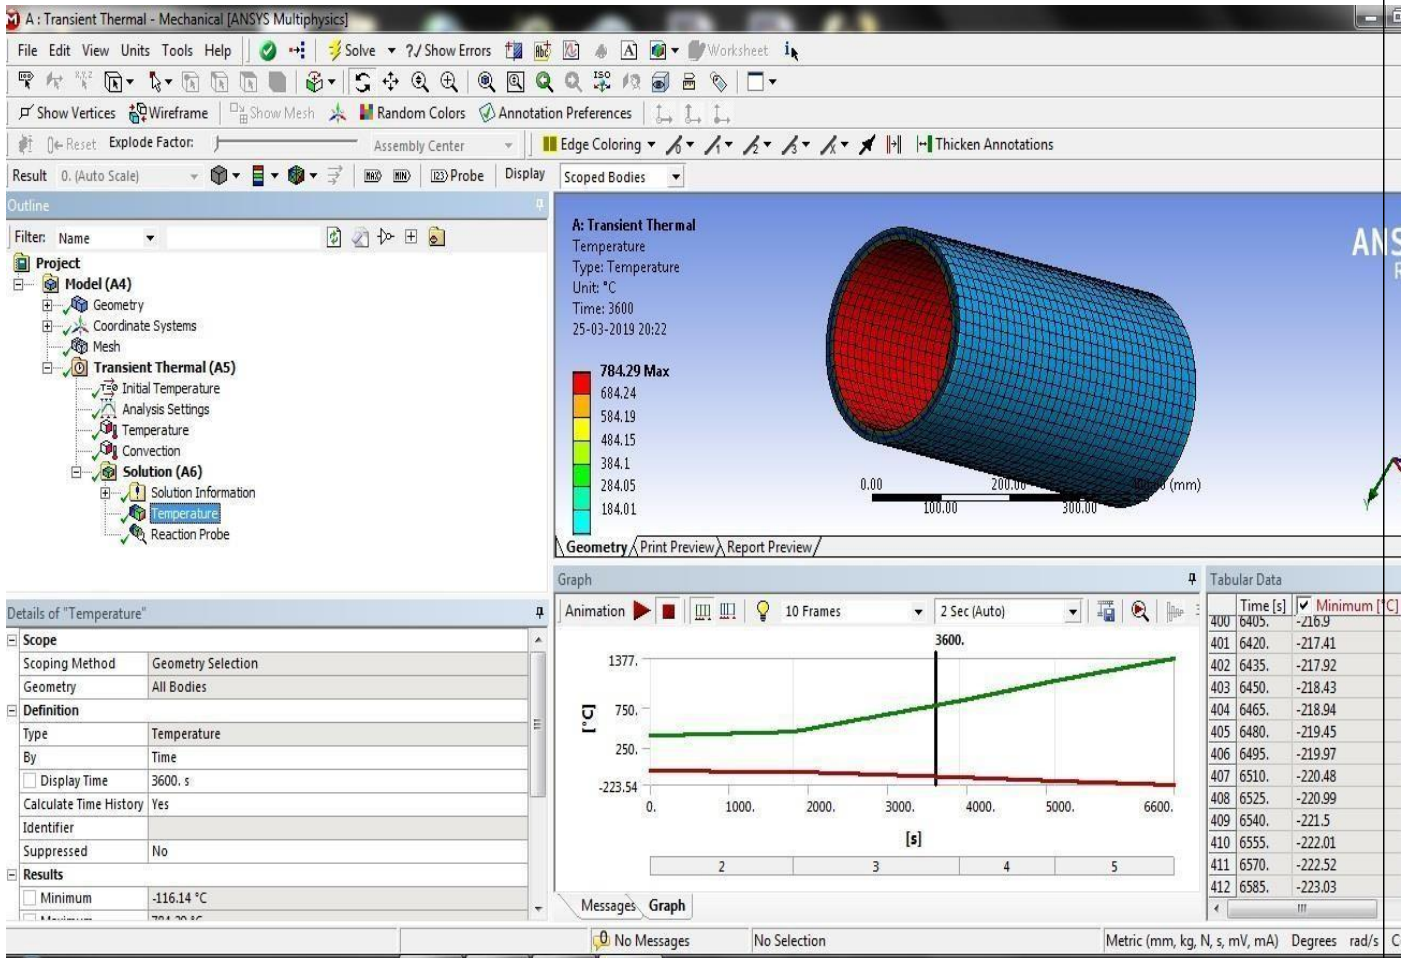 A : Transient Thermal - Mechanical [ANSYS Multiphysics]
File Edit View Units Tools Help Solve ?/ Show Errors Worksheet
Show Vertices Wireframe Show Mesh Random Colors Annotation Preferences
Reset Explode Factor: Assembly Center Edge Coloring Thicken Annotations
Result 0. (Auto Scale) MAX MIN Probe Display Scoped Bodies
Outline
Filter: Name
Project
Model (A4)
Geometry
Coordinate Systems
Mesh
Transient Thermal (A5)
Initial Temperature
Analysis Settings
Temperature
Convection
Solution (A6)
Solution Information
Temperature
Reaction Probe
A: Transient Thermal
Temperature
Type: Temperature
Unit: °C
Time: 3600
25-03-2019 20:22
784.29 Max
684.24
584.19
484.15
384.1
284.05
184.01
ANS
R
0.00 200.00 (mm)
100.00 300.00
Geometry Print Preview Report Preview
Details of "Temperature"
Scope
Scoping Method Geometry Selection
Geometry All Bodies
Definition
Type Temperature
By Time
Display Time 3600. s
Calculate Time History Yes
Identifier
Suppressed No
Results
Minimum -116.14 °C
Graph
Animation 10 Frames 2 Sec (Auto)
3600.
1377.
750.
250.
-223.54
[°C]
0. 1000. 2000. 3000. 4000. 5000. 6600.
[s]
2 3 4 5
Messages Graph
Tabular Data
Time [s] Minimum [°C]
400 6405. -216.9
401 6420. -217.41
402 6435. -217.92
403 6450. -218.43
404 6465. -218.94
405 6480. -219.45
406 6495. -219.97
407 6510. -220.48
408 6525. -220.99
409 6540. -221.5
410 6555. -222.01
411 6570. -222.52
412 6585. -223.03
0 No Messages No Selection Metric (mm, kg, N, s, mV, mA) Degrees rad/s C